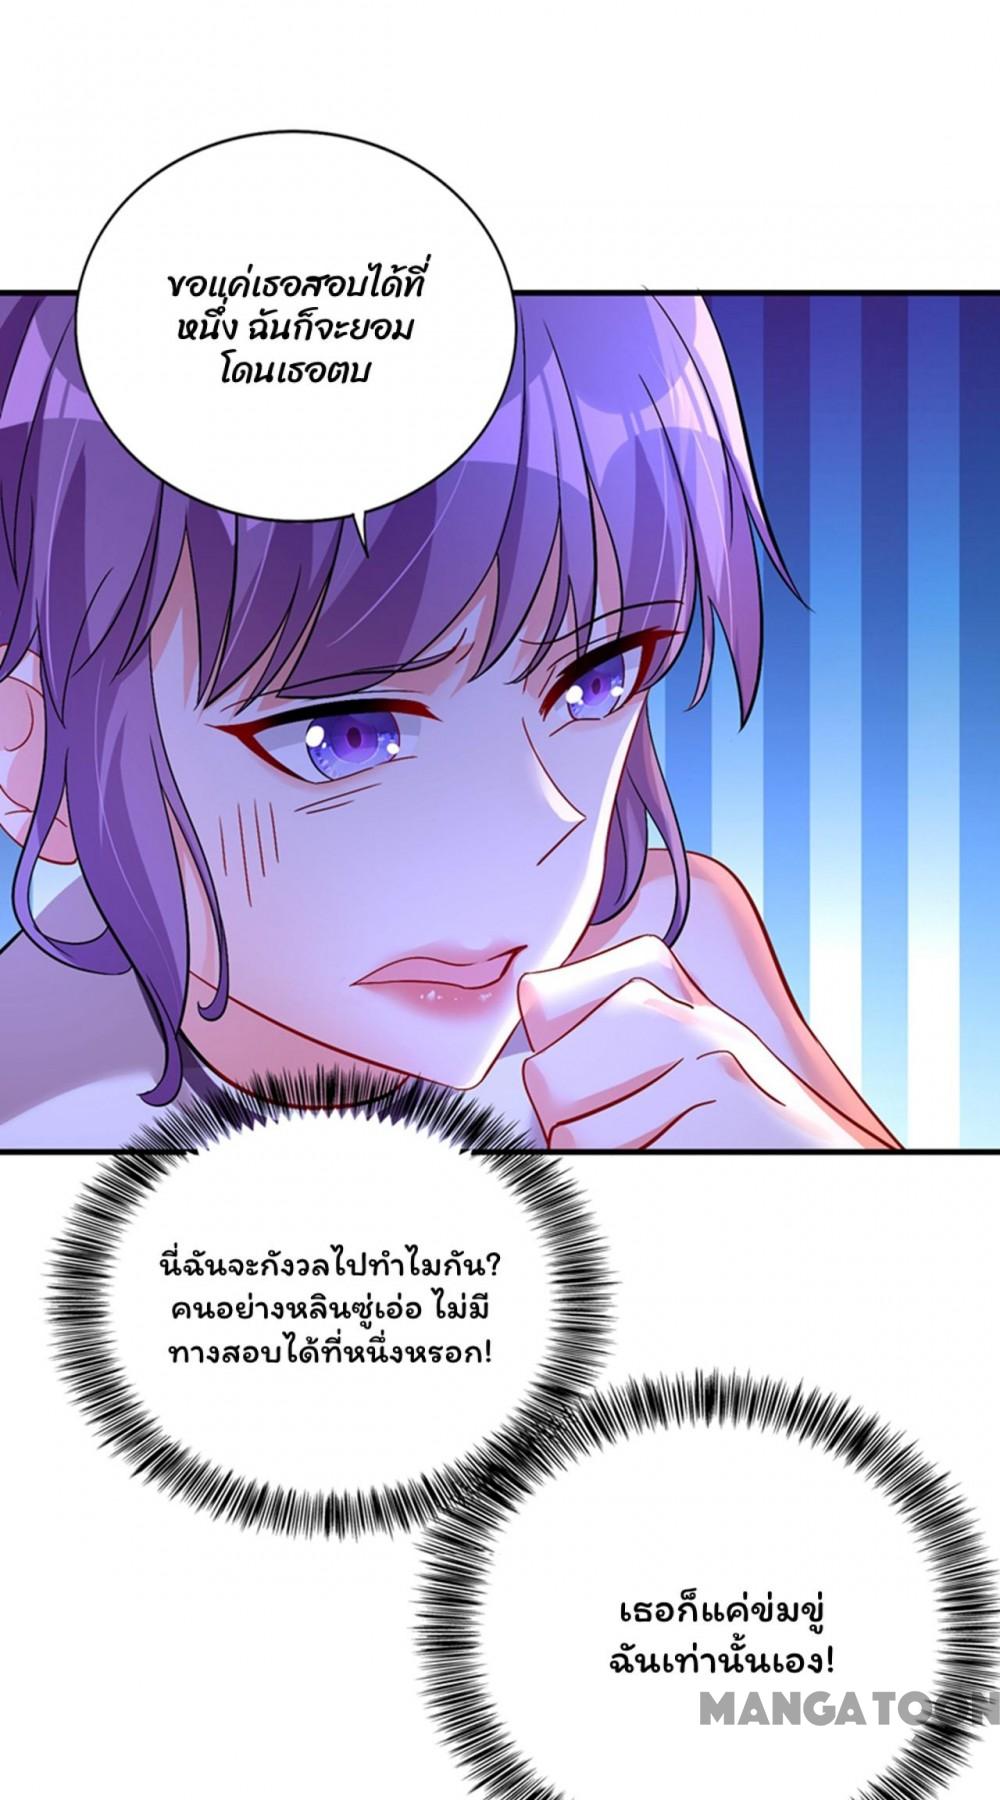 ขอแค่เธอสอบได้ที่
หนึ่ง ฉันก็จะยอม
โดนเธอตบ
นี่ฉันจะกังวลไปทำไมกัน?
คนอย่างหลินซู่เอ่อ ไม่มี
ทางสอบได้ที่หนึ่งหรอก!
เธอก็แค่ข่มขู่
ฉันเท่านั้นเอง!
MANGATOON